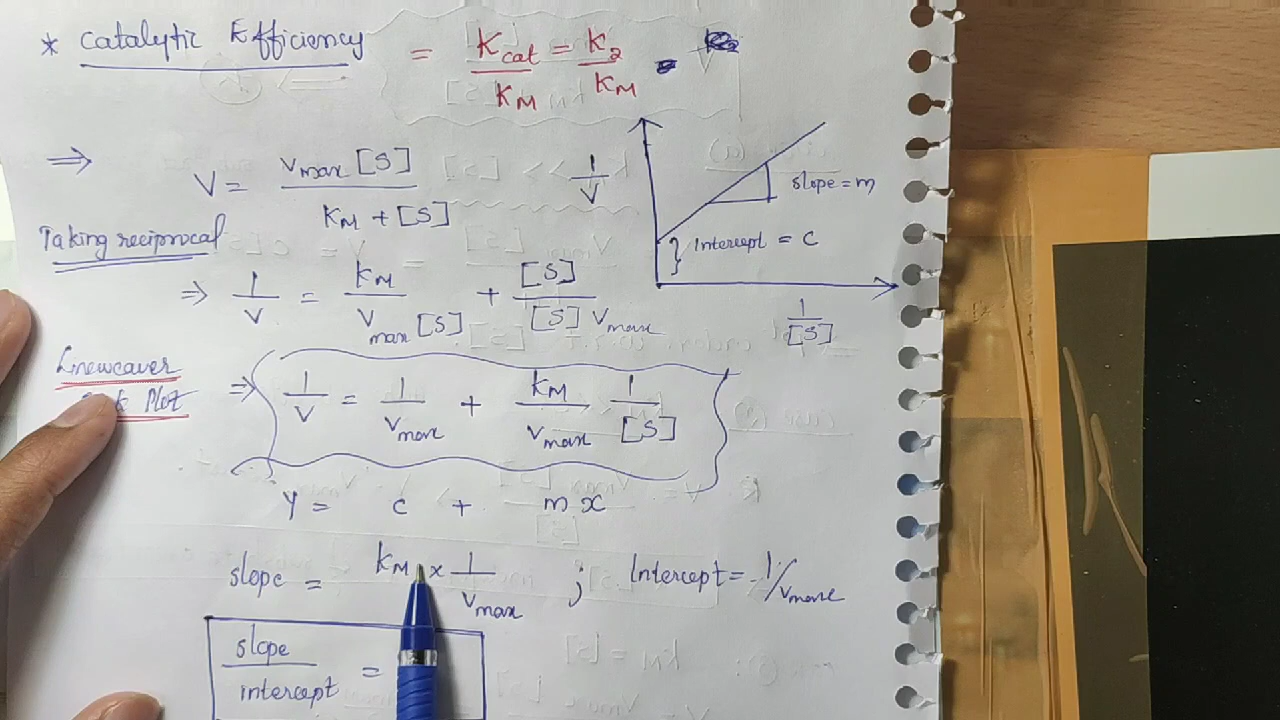 * Catalytic Efficiency = Kcat/KM = K2/KM =
⇒ V = Vmax [S] / KM + [S]
1/V
slope = m
Intercept = C
1/[S]
Taking reciprocal
⇒ 1/V = KM/Vmax [S] + [S]/[S] Vmax
Lineweaver
Plot
⇒ 1/V = 1/Vmax + KM/Vmax 1/[S]
Y = C + mx
slope = KM x 1/Vmax ; Intercept = 1/Vmax
slope/intercept =